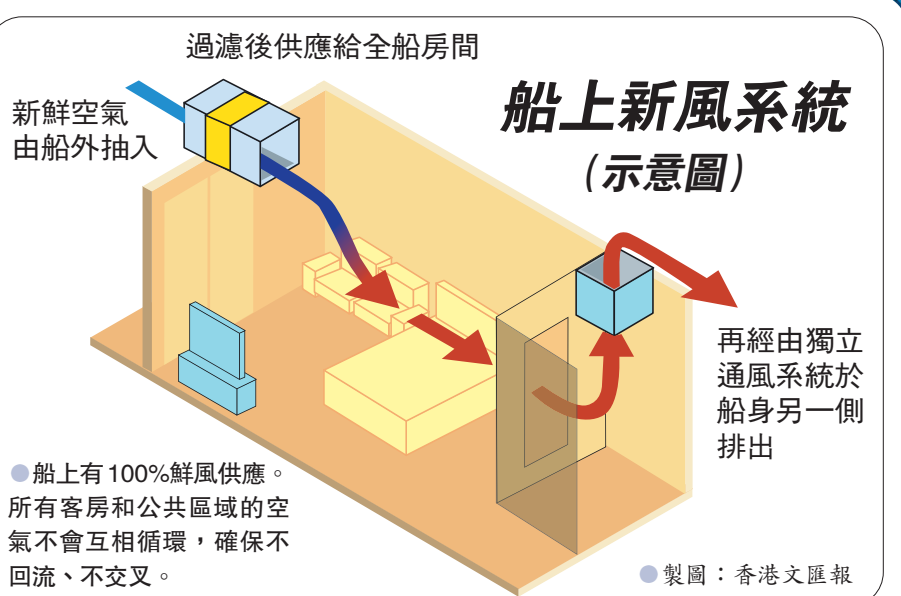 過濾後供應給全船房間
新鮮空氣
由船外抽入
船上新風系統
(示意圖)
再經由獨立
通風系統於
船身另一側
排出
●船上有100%鮮風供應。
所有客房和公共區域的空
氣不會互相循環，確保不
回流、不交叉。
●製圖：香港文匯報